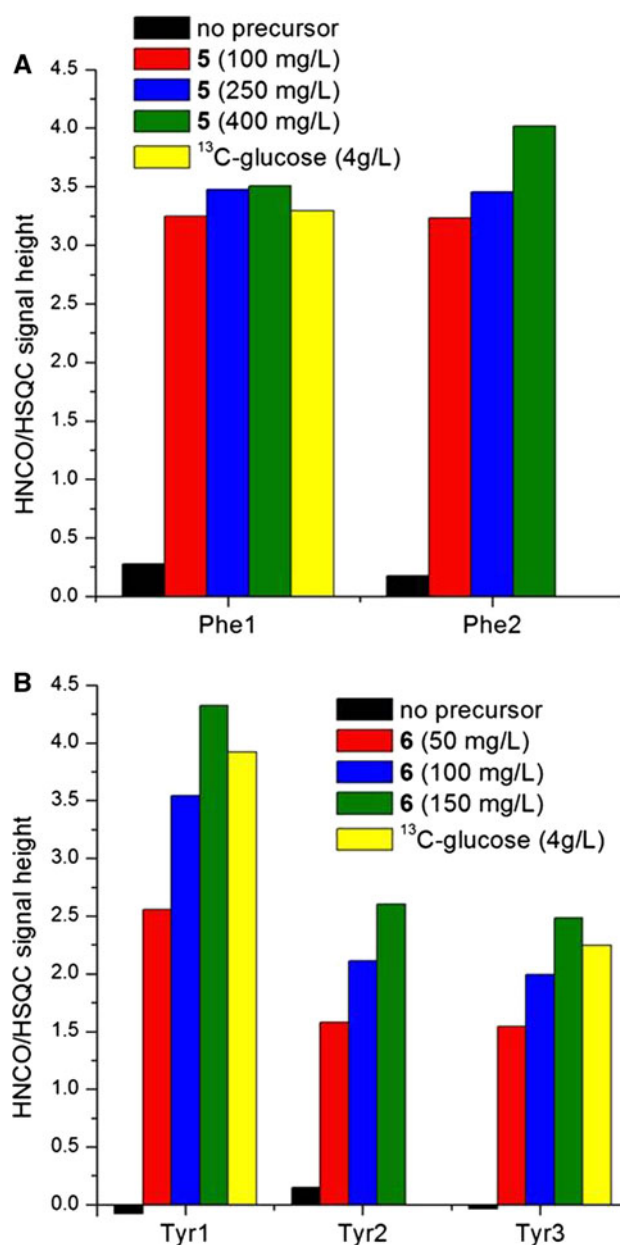 A
no precursor
5 (100 mg/L)
5 (250 mg/L)
5 (400 mg/L)
¹³C-glucose (4g/L)
HNCO/HSQC signal height
4.5
4.0
3.5
3.0
2.5
2.0
1.5
1.0
0.5
0.0
Phe1 Phe2
B
no precursor
6 (50 mg/L)
6 (100 mg/L)
6 (150 mg/L)
¹³C-glucose (4g/L)
HNCO/HSQC signal height
4.5
4.0
3.5
3.0
2.5
2.0
1.5
1.0
0.5
0.0
Tyr1 Tyr2 Tyr3